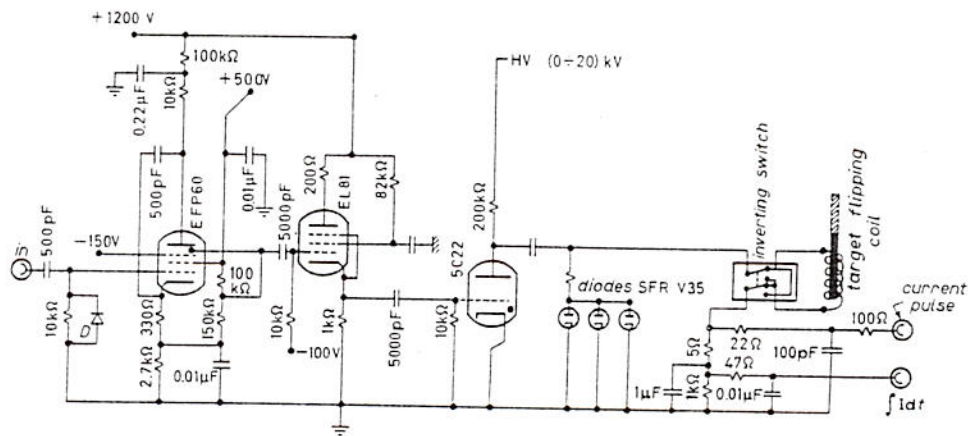 +1200 V
100kΩ
+500V
0.22μF
10kΩ
500pF
EFP60
0.01μF
200Ω
EL81
82kΩ
HV (0÷20) kV
200kΩ
inverting switch
target flipping
coil
in
500pF
-150V
5000pF
5C22
diodes SFR V35
current
pulse
10kΩ
D
330Ω
100
kΩ
150kΩ
2.7kΩ
0.01μF
10kΩ
-100V
1kΩ
5000pF
10kΩ
5Ω
22Ω
100pF
100Ω
47Ω
1μF
1kΩ
0.01μF
∫Idt